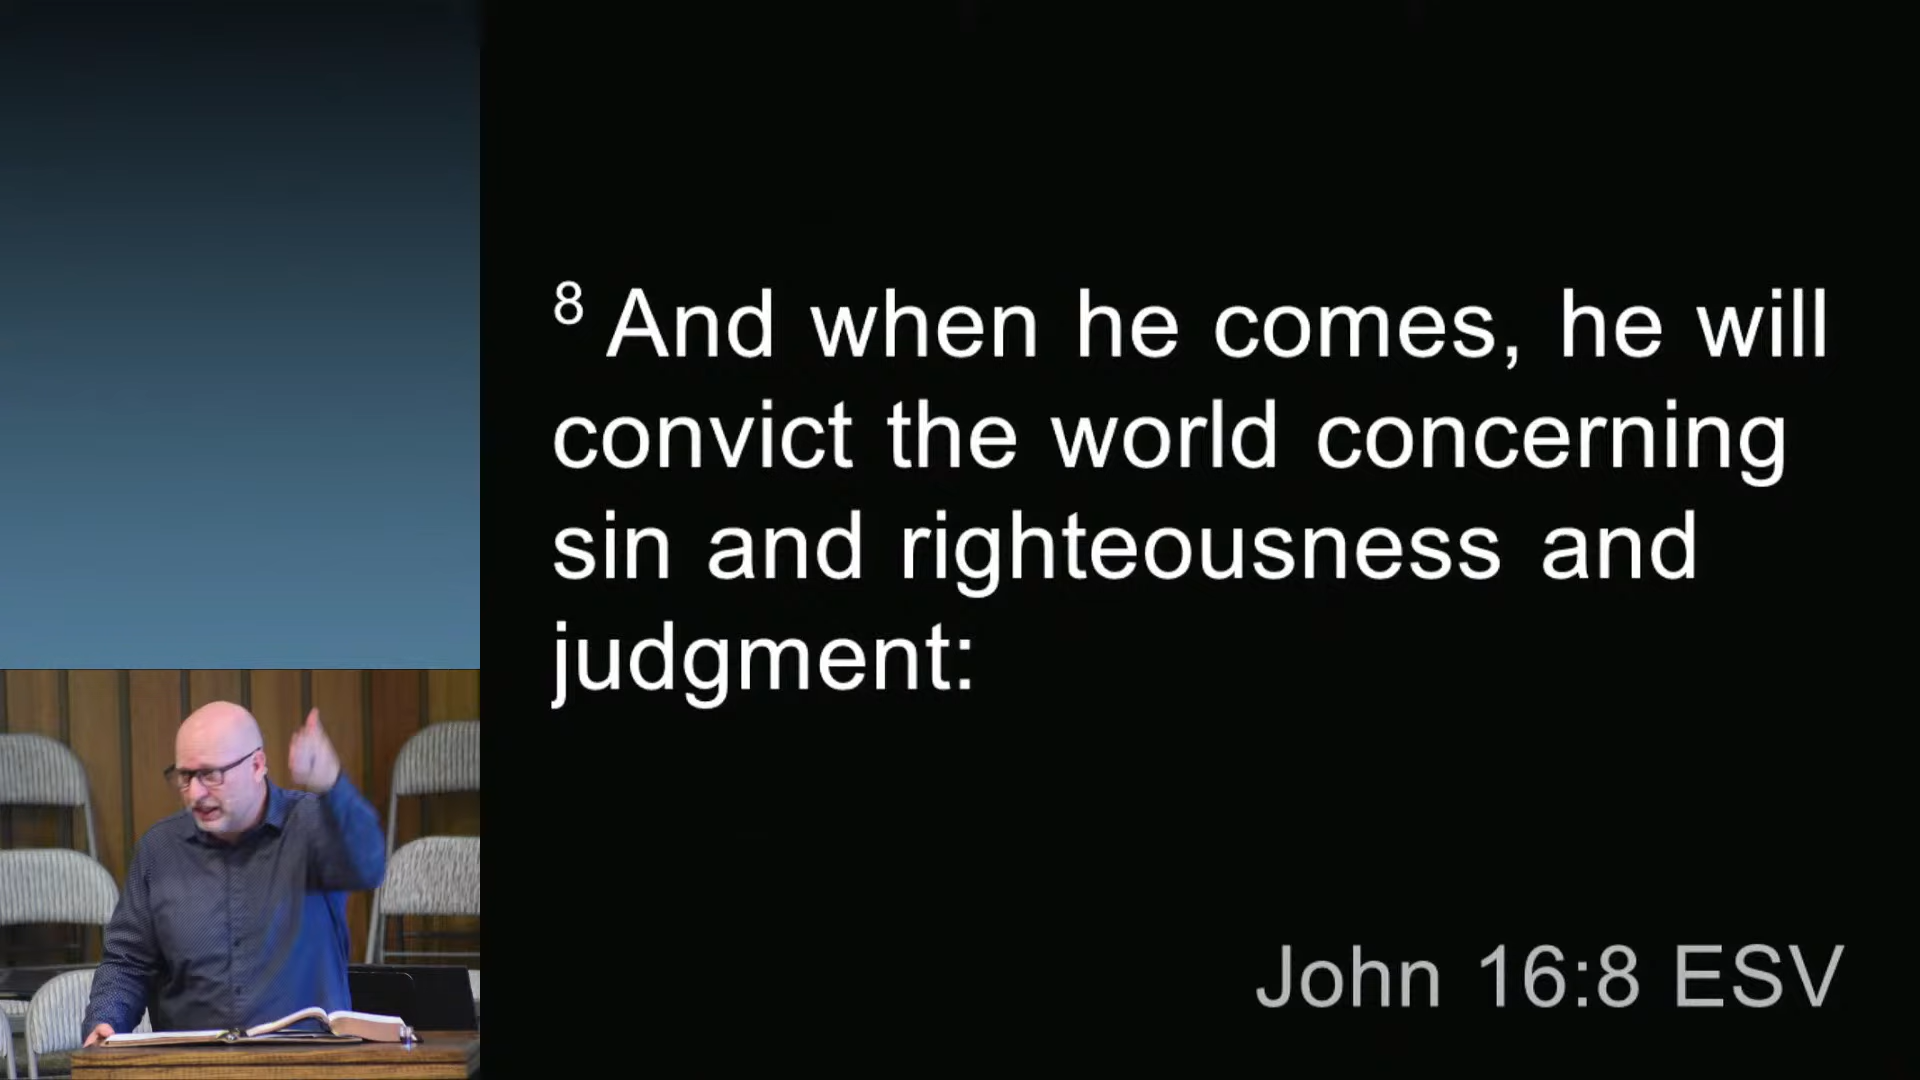 8 And when he comes, he will
convict the world concerning
sin and righteousness and
judgment:
John 16:8 ESV